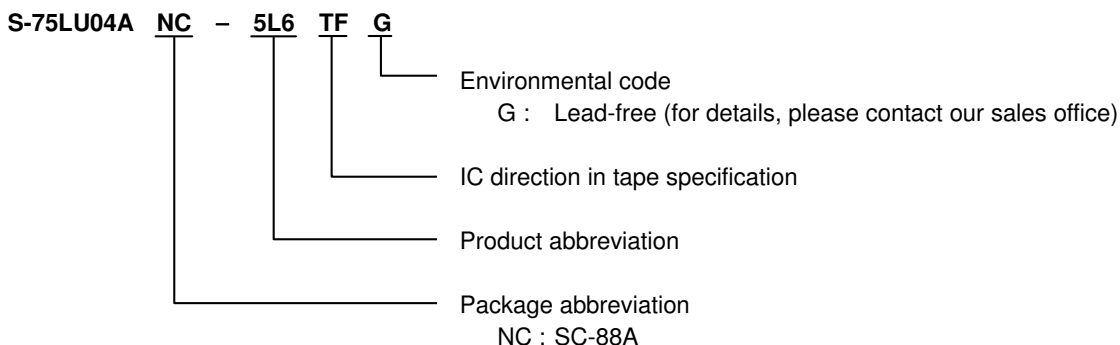 S-75LU04A NC – 5L6 TF G
Environmental code
G : Lead-free (for details, please contact our sales office)
IC direction in tape specification
Product abbreviation
Package abbreviation
NC : SC-88A